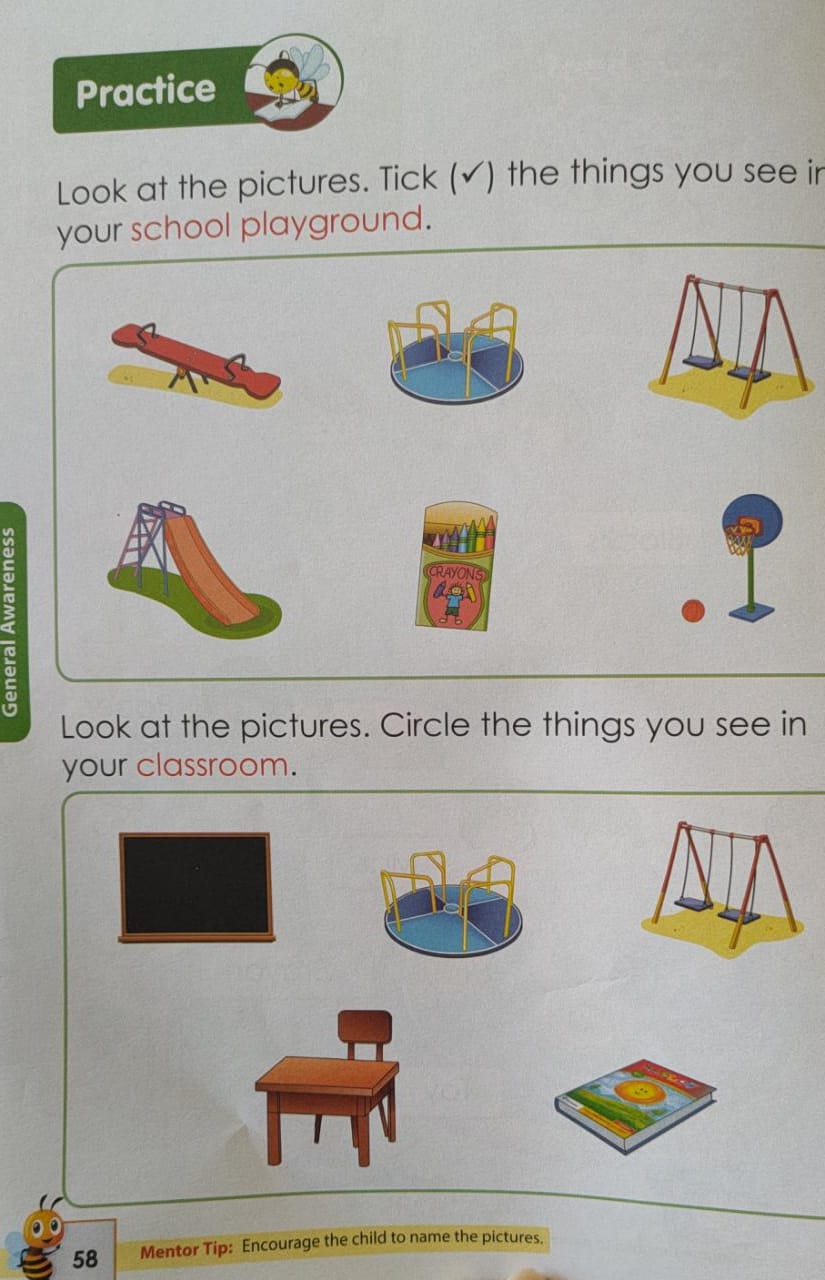 Practice
Look at the pictures. Tick (✓) the things you see in
your school playground.
CRAYONS
General Awareness
Look at the pictures. Circle the things you see in
your classroom.
58
Mentor Tip: Encourage the child to name the pictures.